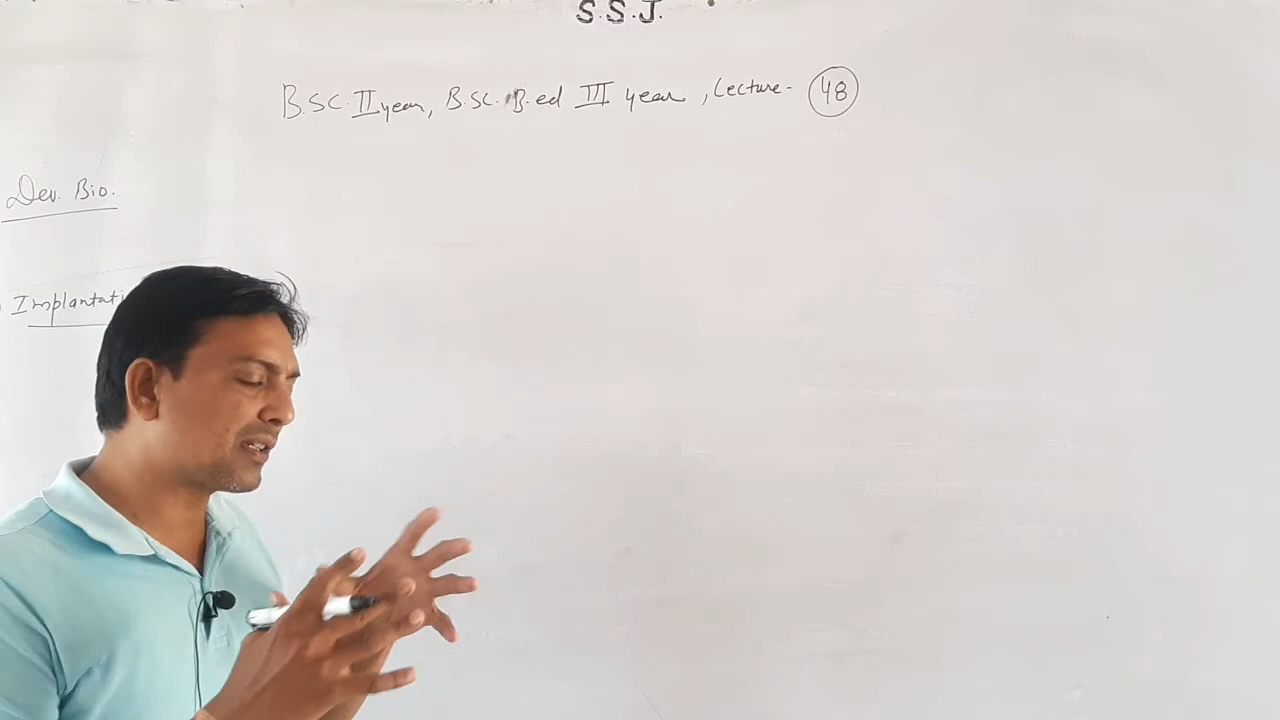 S.S.J.
B.SC. II year, B.SC. B.ed III year, Lecture- 48
Dev. Bio.
Implantati